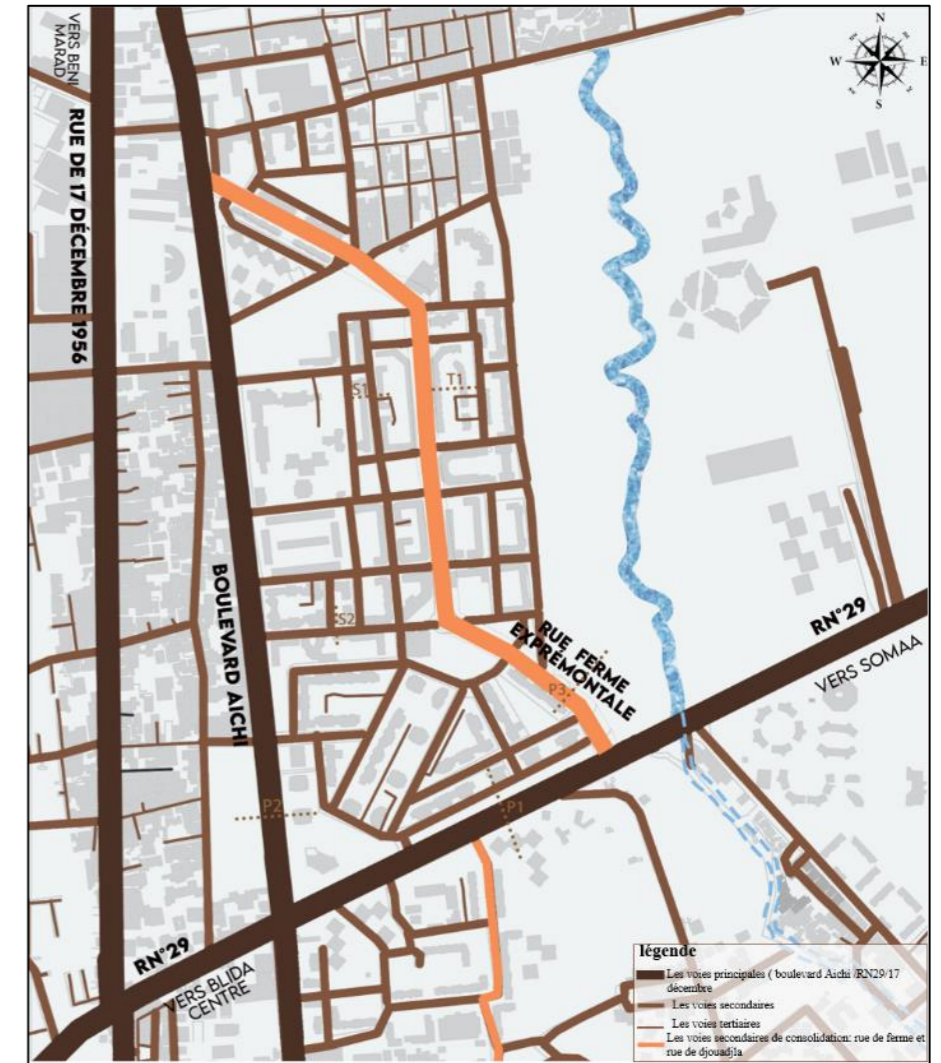 N
W
E
S
VERS BENI
MARAD
RUE DE 17 DÉCEMBRE 1956
S1
T1
BOULEVARD AICHI
S2
RUE FERME
EXPREMONTALE
P3
RN°29
VERS SOMAA
P2
P1
RN°29
VERS BLIDA
CENTRE
légende
Les voies principales ( boulevard Aichi /RN29/17
décembre
Les voies secondaires
Les voies tertiaires
Les voies secondaires de consolidation: rue de ferme et
rue de djouadjla